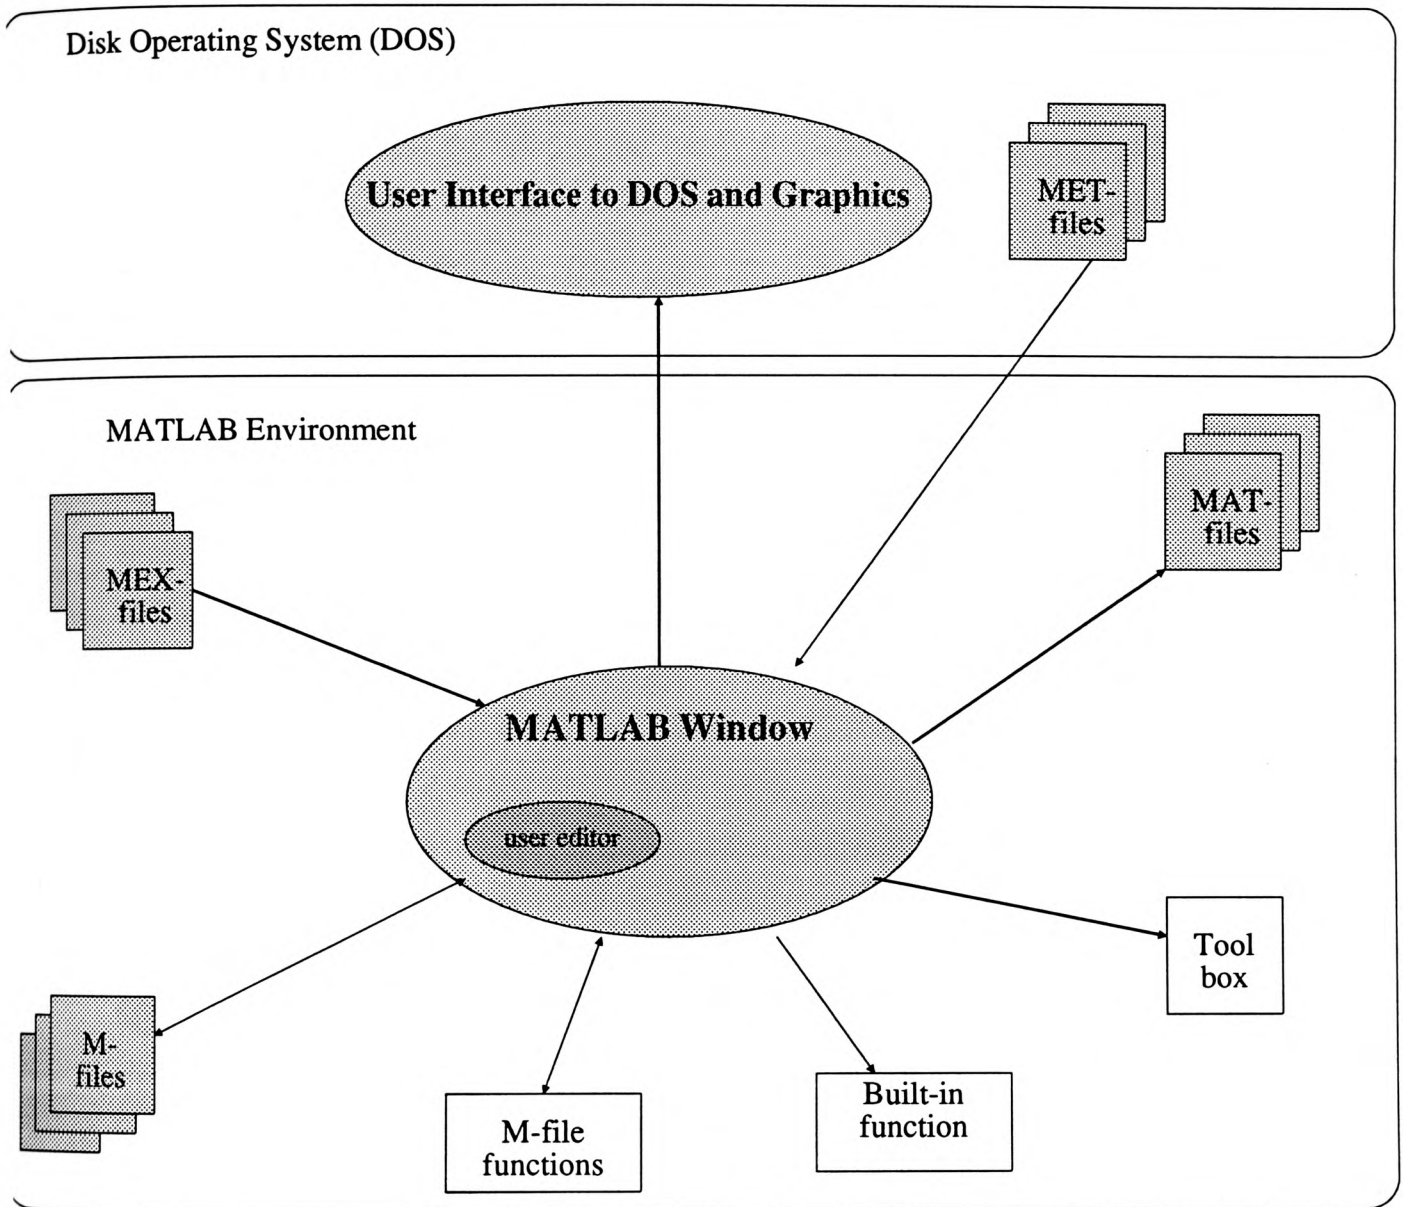 Disk Operating System (DOS)
User Interface to DOS and Graphics
MET-
files
MATLAB Environment
MAT-
files
MEX-
files
MATLAB Window
user editor
Tool
box
M-
files
Built-in
function
M-file
functions